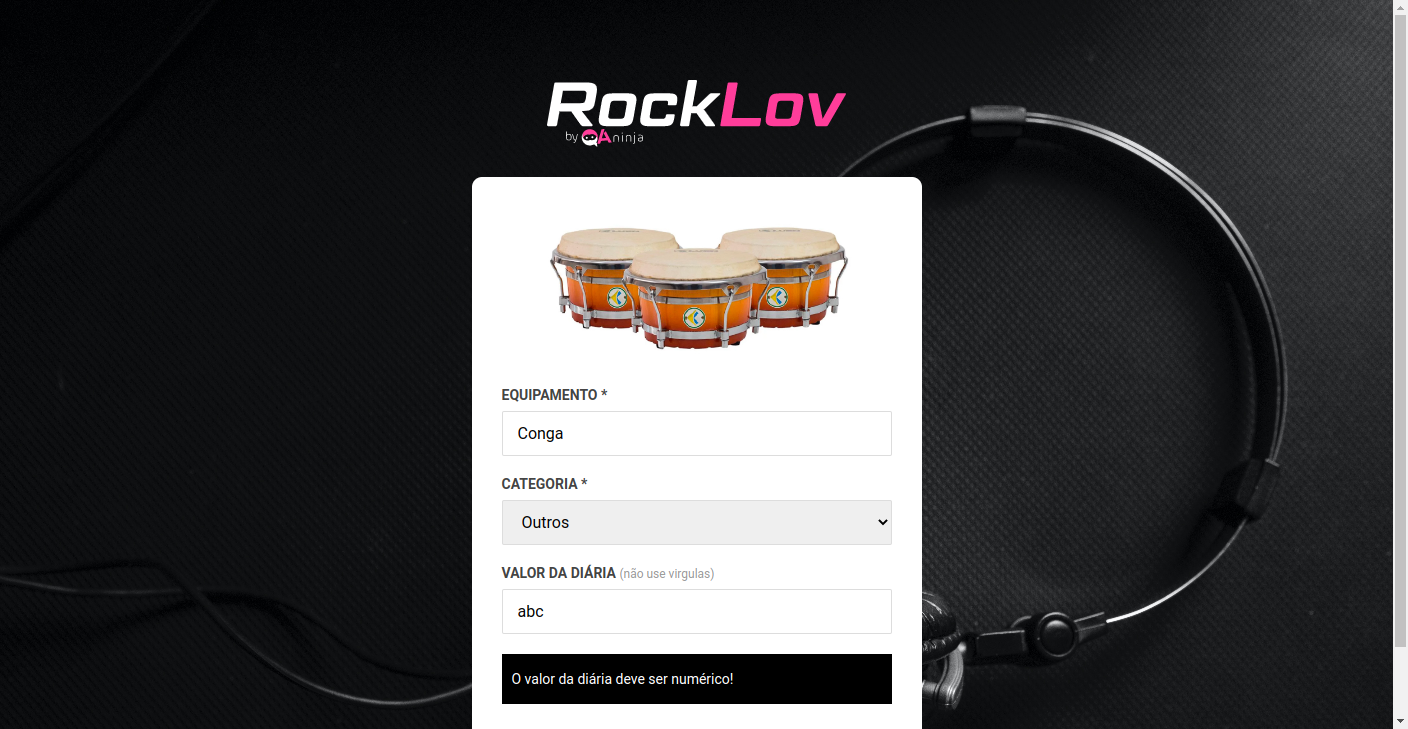 RockLov
by QAninja
EQUIPAMENTO *
Conga
CATEGORIA *
Outros
VALOR DA DIÁRIA (não use virgulas)
abc
O valor da diária deve ser numérico!